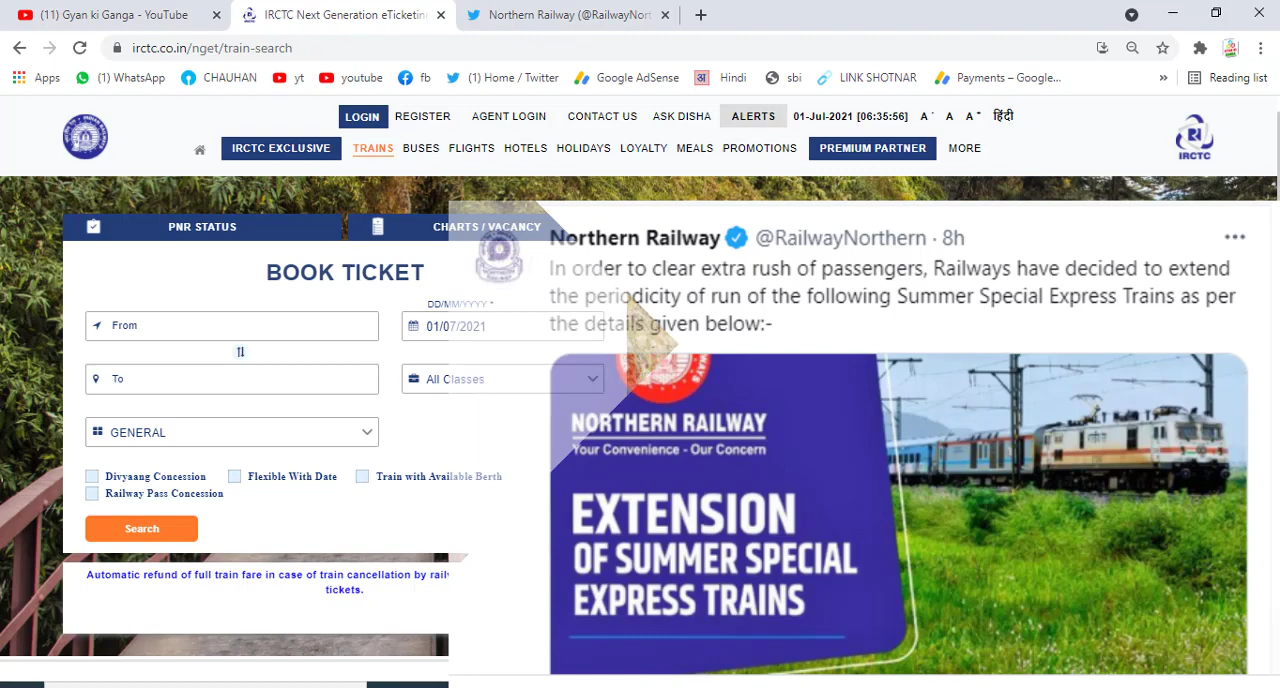 (11) Gyan ki Ganga - YouTube
IRCTC Next Generation eTicketing
Northern Railway (@RailwayNort
irctc.co.in/nget/train-search
Apps
(1) WhatsApp
CHAUHAN
yt
youtube
fb
(1) Home / Twitter
Google AdSense
अ Hindi
sbi
LINK SHOTNAR
Payments – Google...
»
Reading list
LOGIN
REGISTER
AGENT LOGIN
CONTACT US
ASK DISHA
ALERTS
01-Jul-2021 [06:35:56]
A-
A
A+
हिंदी
IRCTC EXCLUSIVE
TRAINS
BUSES
FLIGHTS
HOTELS
HOLIDAYS
LOYALTY
MEALS
PROMOTIONS
PREMIUM PARTNER
MORE
IRCTC
PNR STATUS
CHARTS / VACANCY
BOOK TICKET
From
DD/MM/YYYY *
01/07/2021
To
All Classes
GENERAL
Divyaang Concession
Flexible With Date
Train with Available Berth
Railway Pass Concession
Search
Automatic refund of full train fare in case of train cancellation by rail
tickets.
Northern Railway @RailwayNorthern · 8h
In order to clear extra rush of passengers, Railways have decided to extend
the periodicity of run of the following Summer Special Express Trains as per
the details given below:-
NORTHERN RAILWAY
Your Convenience - Our Concern
EXTENSION
OF SUMMER SPECIAL
EXPRESS TRAINS